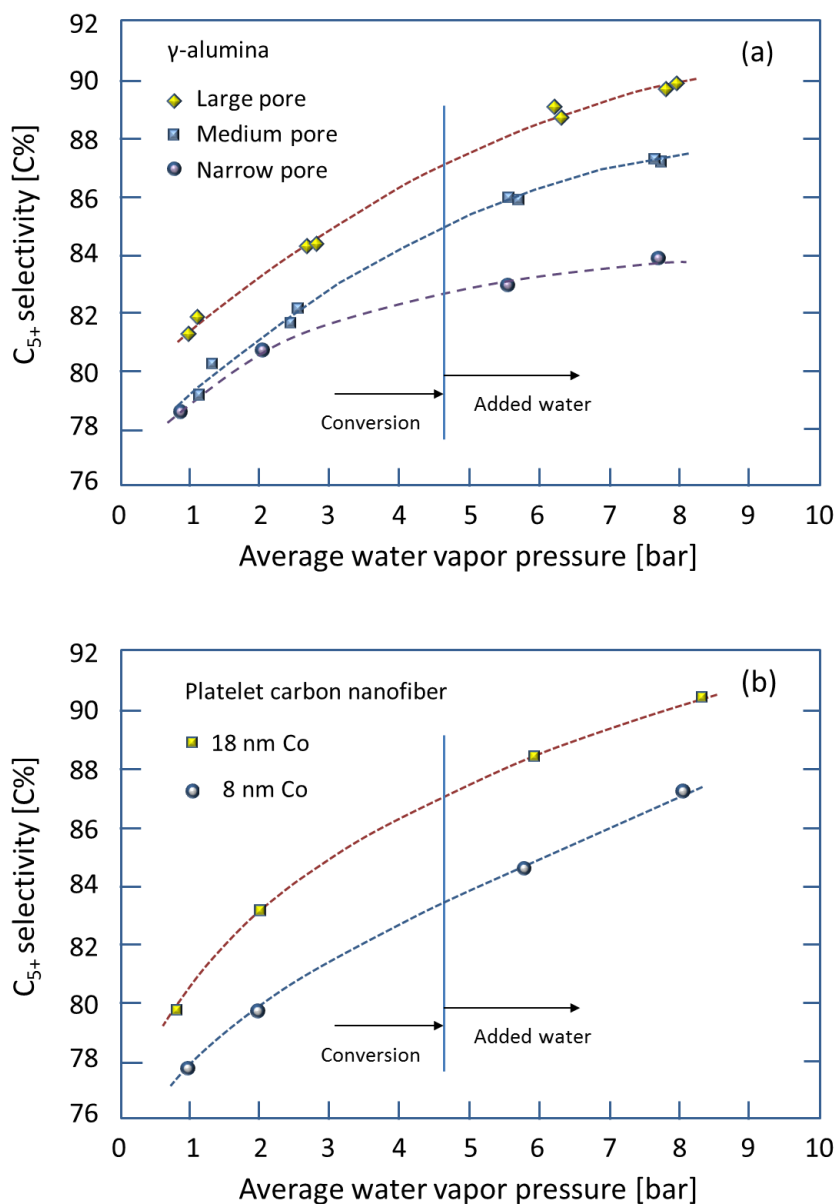 92
90
88
86
84
82
80
78
76
C5+ selectivity [C%]
γ-alumina
Large pore
Medium pore
Narrow pore
(a)
Conversion
Added water
0 1 2 3 4 5 6 7 8 9 10
Average water vapor pressure [bar]
92
90
88
86
84
82
80
78
76
C5+ selectivity [C%]
Platelet carbon nanofiber
18 nm Co
8 nm Co
(b)
Conversion
Added water
0 1 2 3 4 5 6 7 8 9 10
Average water vapor pressure [bar]